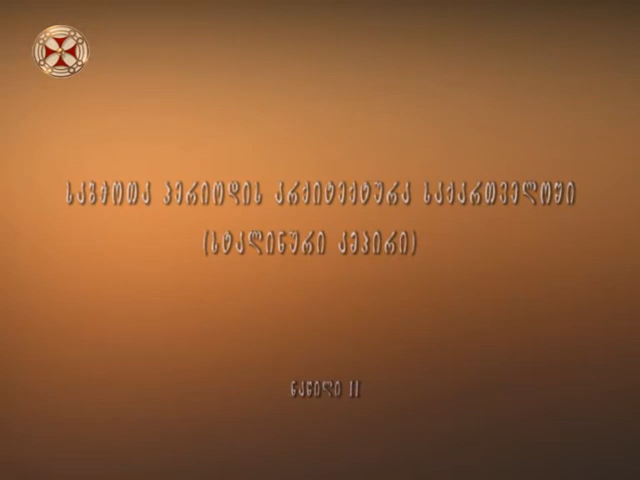 საბჭოთა პერიოდის არქიტექტურა საქართველოში
(სტალინური ამპირი)
ნაწილი II